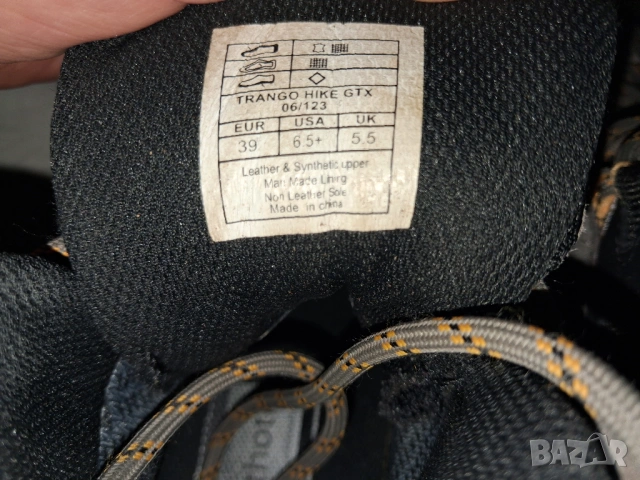 TRANGO HIKE GTX
06/123
EUR USA UK
39 6.5+ 5.5
Leather & Synthetic upper
Man Made Lining
Non Leather Sole
Made in china
BAZAR